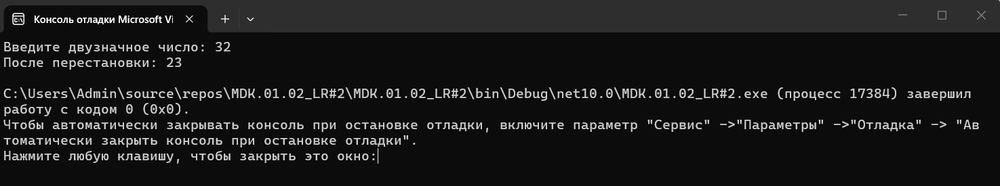 Консоль отладки Microsoft Vi
Введите двузначное число: 32
После перестановки: 23
C:\Users\Admin\source\repos\MDK.01.02_LR#2\MDK.01.02_LR#2\bin\Debug\net10.0\MDK.01.02_LR#2.exe (процесс 17384) завершил
работу с кодом 0 (0x0).
Чтобы автоматически закрывать консоль при остановке отладки, включите параметр "Сервис" ->"Параметры" ->"Отладка" -> "Ав
томатически закрыть консоль при остановке отладки".
Нажмите любую клавишу, чтобы закрыть это окно: